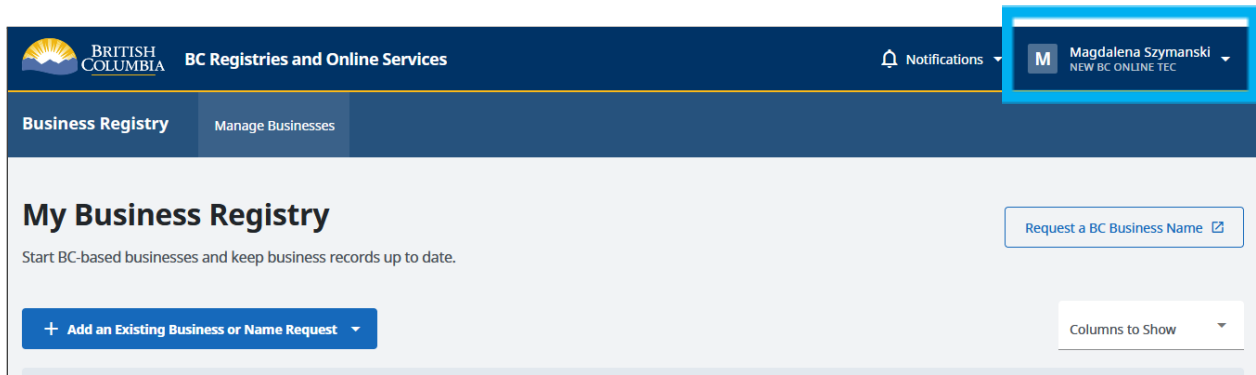 BRITISH
COLUMBIA
BC Registries and Online Services
Notifications
M
Magdalena Szymanski
NEW BC ONLINE TEC
Business Registry
Manage Businesses
My Business Registry
Request a BC Business Name
Start BC-based businesses and keep business records up to date.
+ Add an Existing Business or Name Request
Columns to Show